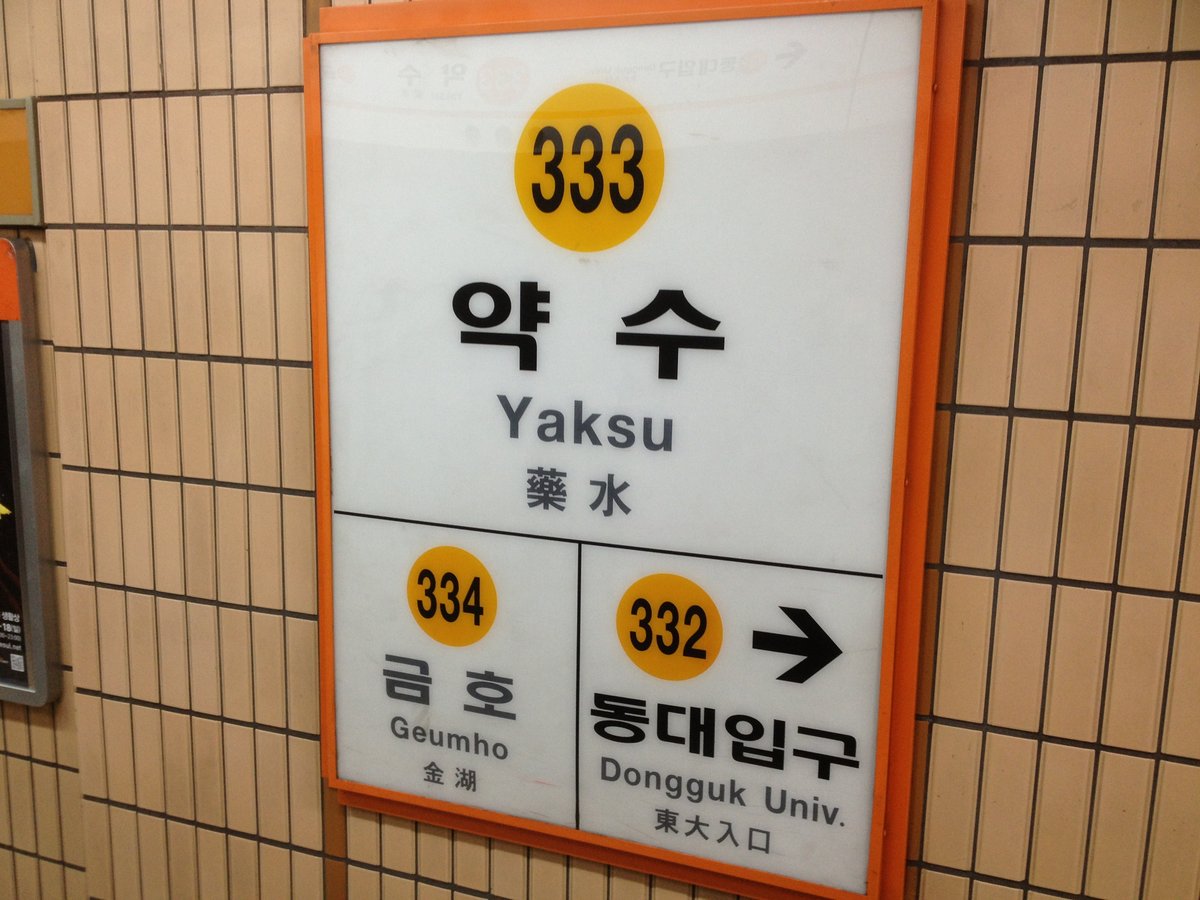 333
약수
Yaksu
藥水
334
금호
Geumho
金湖
332
동대입구
Dongguk Univ.
東大入口